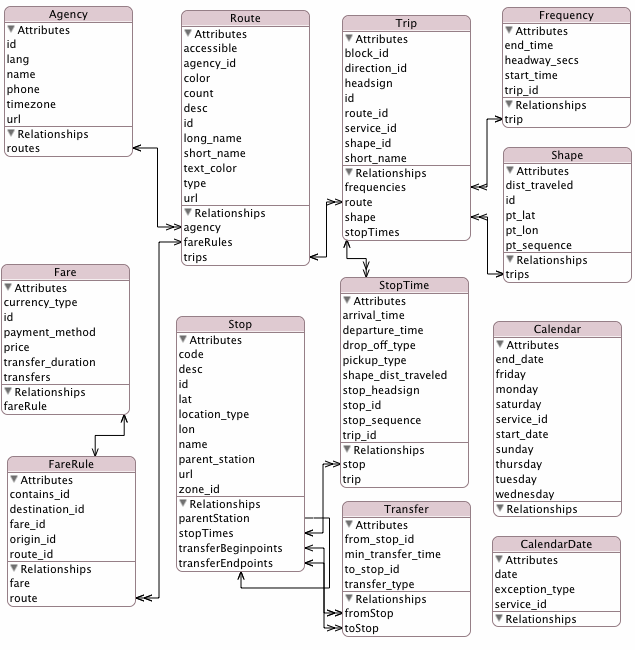 Agency
Attributes
id
lang
name
phone
timezone
url
Relationships
routes
Route
Attributes
accessible
agency_id
color
count
desc
id
long_name
short_name
text_color
type
url
Relationships
agency
fareRules
trips
Trip
Attributes
block_id
direction_id
headsign
id
route_id
service_id
shape_id
short_name
Relationships
frequencies
route
shape
stopTimes
Frequency
Attributes
end_time
headway_secs
start_time
trip_id
Relationships
trip
Shape
Attributes
dist_traveled
id
pt_lat
pt_lon
pt_sequence
Relationships
trips
Fare
Attributes
currency_type
id
payment_method
price
transfer_duration
transfers
Relationships
fareRule
Stop
Attributes
code
desc
id
lat
location_type
lon
name
parent_station
url
zone_id
Relationships
parentStation
stopTimes
transferBeginpoints
transferEndpoints
StopTime
Attributes
arrival_time
departure_time
drop_off_type
pickup_type
shape_dist_traveled
stop_headsign
stop_id
stop_sequence
trip_id
Relationships
stop
trip
Calendar
Attributes
end_date
friday
monday
saturday
service_id
start_date
sunday
thursday
tuesday
wednesday
Relationships
FareRule
Attributes
contains_id
destination_id
fare_id
origin_id
route_id
Relationships
fare
route
Transfer
Attributes
from_stop_id
min_transfer_time
to_stop_id
transfer_type
Relationships
fromStop
toStop
CalendarDate
Attributes
date
exception_type
service_id
Relationships